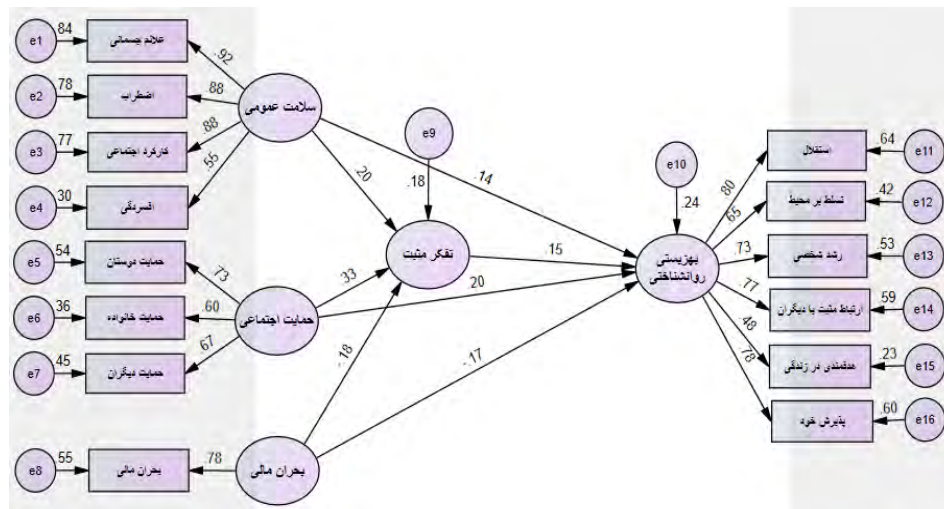 e1
84
علائم جسمانی
.92
e2
78
اضطراب
.88
e3
77
کارکرد اجتماعی
.88
e4
30
افسردگی
.55
سلامت عمومی
e5
54
حمایت دوستان
.73
e6
36
حمایت خانواده
.60
e7
45
حمایت دیگران
.67
حمایت اجتماعی
e8
.55
بحران مالی
.78
بحران مالی
e9
.18
.20
.33
-.18
تفکر مثبت
.14
.15
.20
-.17
e10
.24
بهزیستی
روانشناختی
.80
استقلال
.64
e11
.65
تسلط بر محیط
.42
e12
.73
رشد شخصی
.53
e13
.77
ارتباط مثبت با دیگران
.59
e14
.48
هدفمندی در زندگی
.23
e15
.78
پذیرش خود
.60
e16